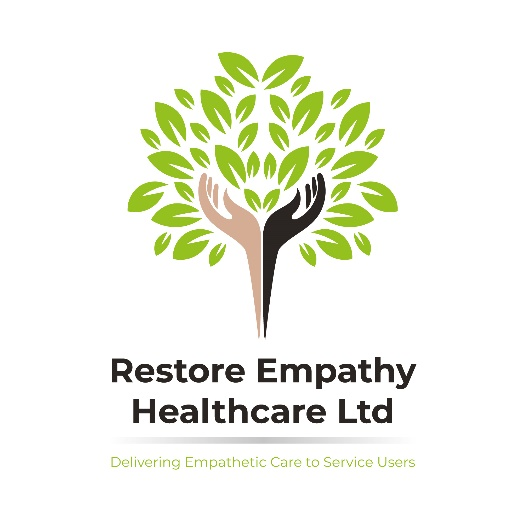 Restore Empathy
Healthcare Ltd
Delivering Empathetic Care to Service Users